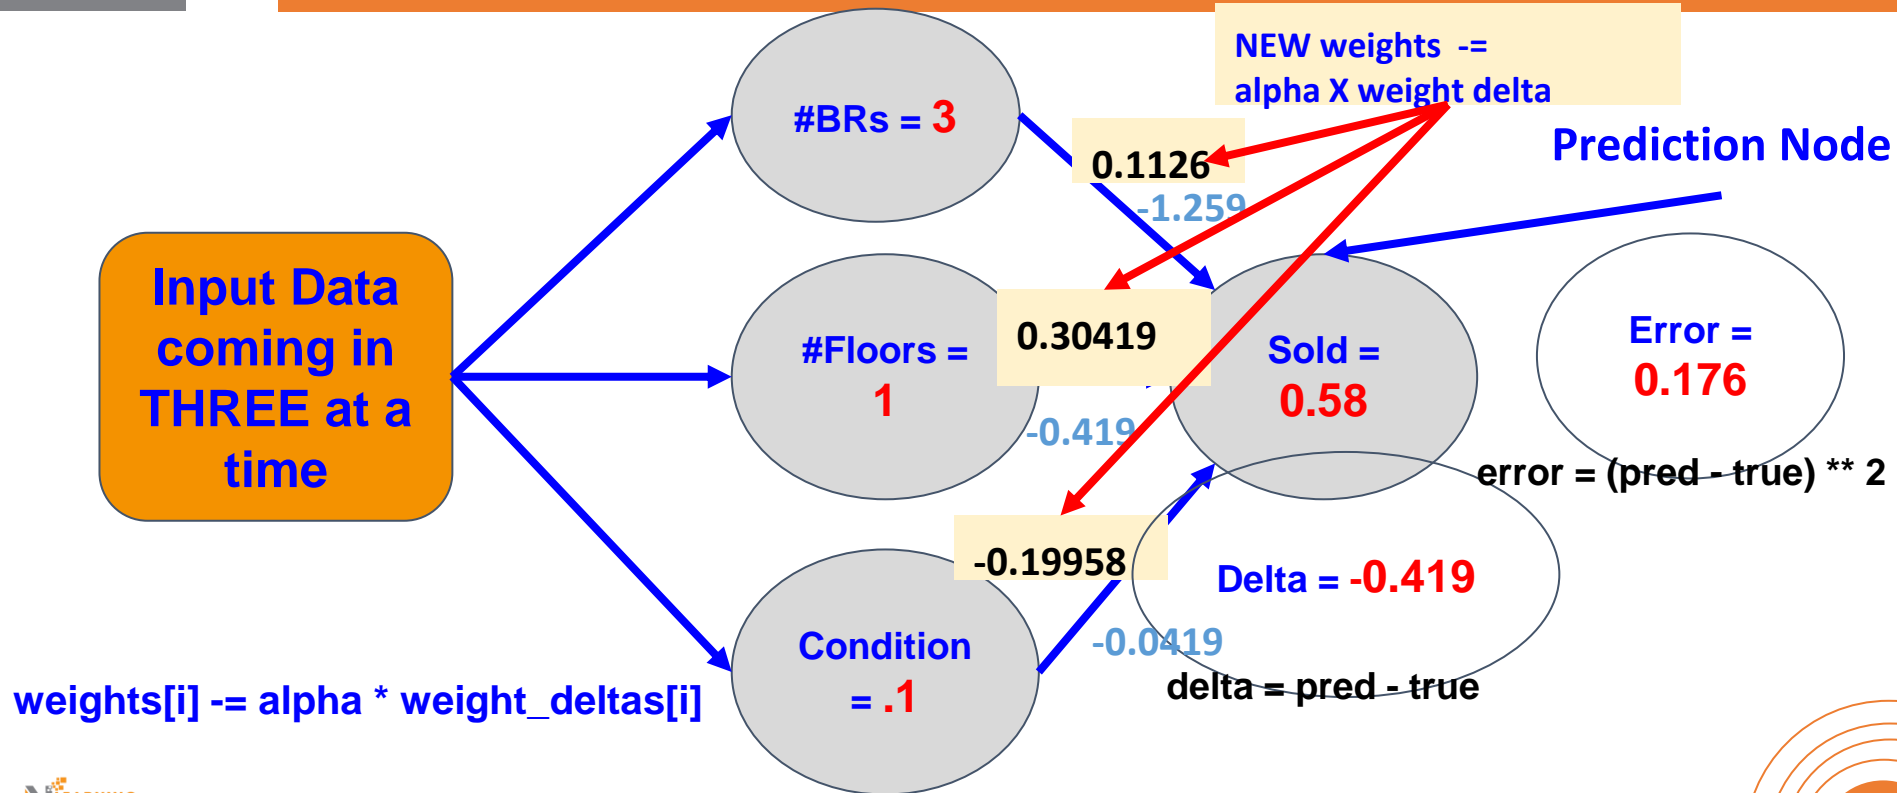 NEW weights -=
alpha X weight delta
#BRs = 3
0.1126
-1.259
Prediction Node
Input Data
coming in
THREE at a
time
#Floors =
1
0.30419
-0.419
Sold =
0.58
Error =
0.176
error = (pred - true) ** 2
-0.19958
Delta = -0.419
Condition
= .1
-0.0419
delta = pred - true
weights[i] -= alpha * weight_deltas[i]